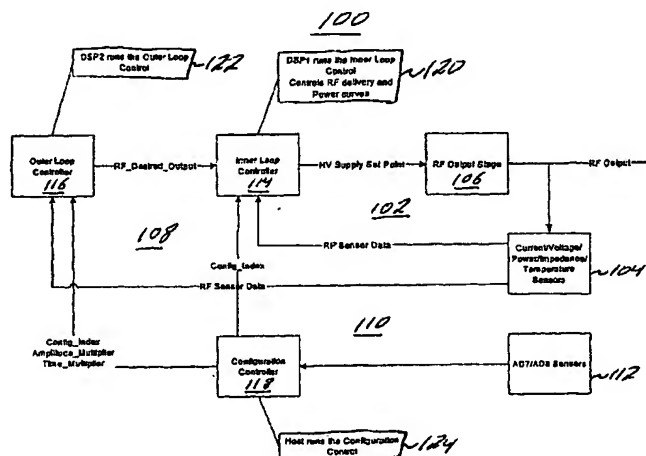 100
DSP2 runs the Outer Loop
Control
122
DSP1 runs the Inner Loop
Control
Controls RF delivery and
Power curves
120
Outer Loop
Controller
116
RF_Desired_Output
Inner Loop
Controller
114
HV Supply Set Point
RF Output Stage
106
RF Output
108
102
RF Sensor Data
Config_Index
RF Sensor Data
Current/Voltage/
Power/Impedance/
Temperature
Sensors
104
110
Config_Index
Amplitude_Multiplier
Time_Multiplier
Configuration
Controller
118
AD7/AD8 Sensors
112
Host runs the Configuration
Control
124